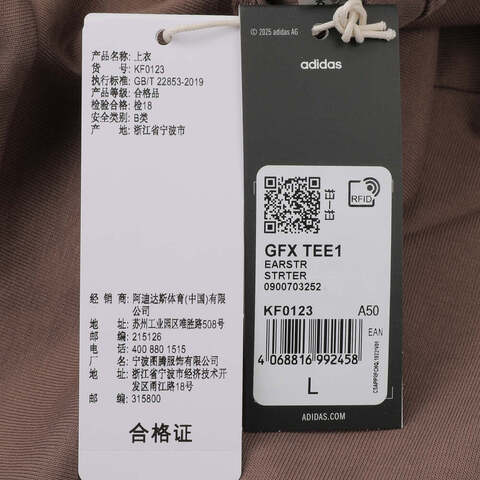 产品名称: 上衣
货 号: KF0123
执行标准: GB/T 22853-2019
产品等级: 合格品
检验合格: 检18
安全类别: B类
产 地: 浙江省宁波市
经 销 商: 阿迪达斯体育(中国)有限公司
地 址: 苏州工业园区唯胜路508号
邮 编: 215126
电 话: 400 880 1515
厂 名: 宁波图腾服饰有限公司
地 址: 浙江省宁波市经济技术开发区甬江路18号
邮 编: 315800
合格证
© 2025 adidas AG
adidas
RFID
GFX TEE1
EARSTR
STRTER
0900703252
KF0123 A50
EAN
4 068816 992458
L
ADIDAS.COM